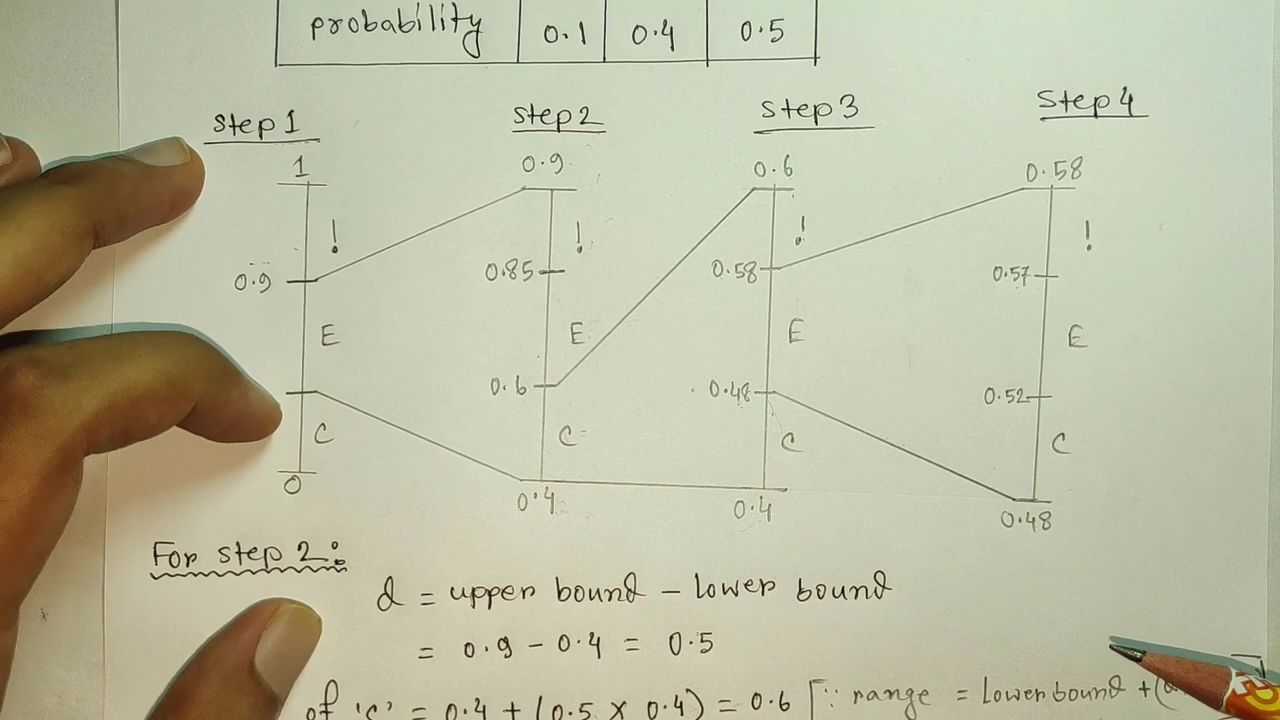 probability 0.1 0.4 0.5
Step 1 Step 2 Step 3 Step 4
1 0.9 0.6 0.58
! ! ! !
0.9 0.85 0.58 0.57
E E E E
0.6 0.48 0.52
C C C C
0 0.4 0.4 0.48
For step 2:
d = upper bound - lower bound
= 0.9 - 0.4 = 0.5
of 'c' = 0.4 + (0.5 × 0.4) = 0.6 [∵ range = Lower bound + (